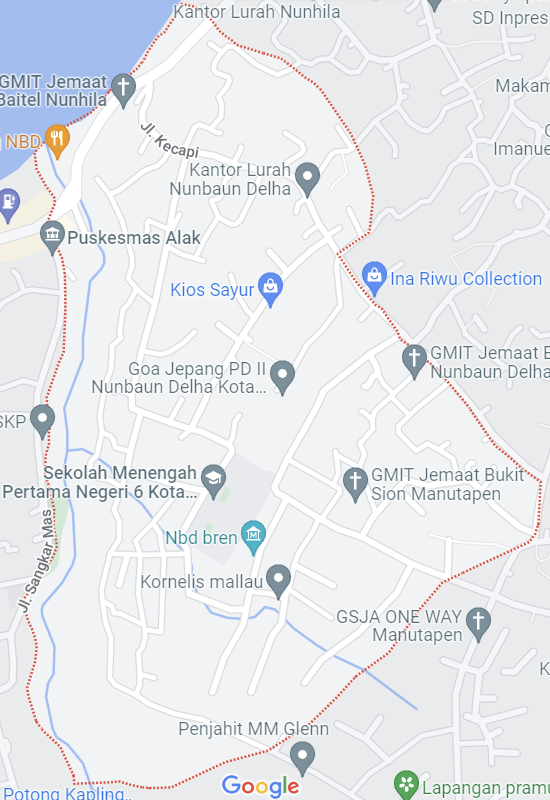 Kantor Lurah Nunhila
SD Inpres
GMIT Jemaat
Baitel Nunhila
Makam
NBD
Jl. Kecapi
Imanue
Kantor Lurah
Nunbaun Delha
Puskesmas Alak
Kios Sayur
Ina Riwu Collection
GMIT Jemaat E
Nunbaun Delha
Goa Jepang PD II
Nunbaun Delha Kota...
SKP
Sekolah Menengah
Pertama Negeri 6 Kota...
GMIT Jemaat Bukit
Sion Manutapen
Jl. Sangkar Mas
Nbd bren
Kornelis mallau
GSJA ONE WAY
Manutapen
K
Penjahit MM Glenn
Google
Potong Kapling..
Lapangan pramu